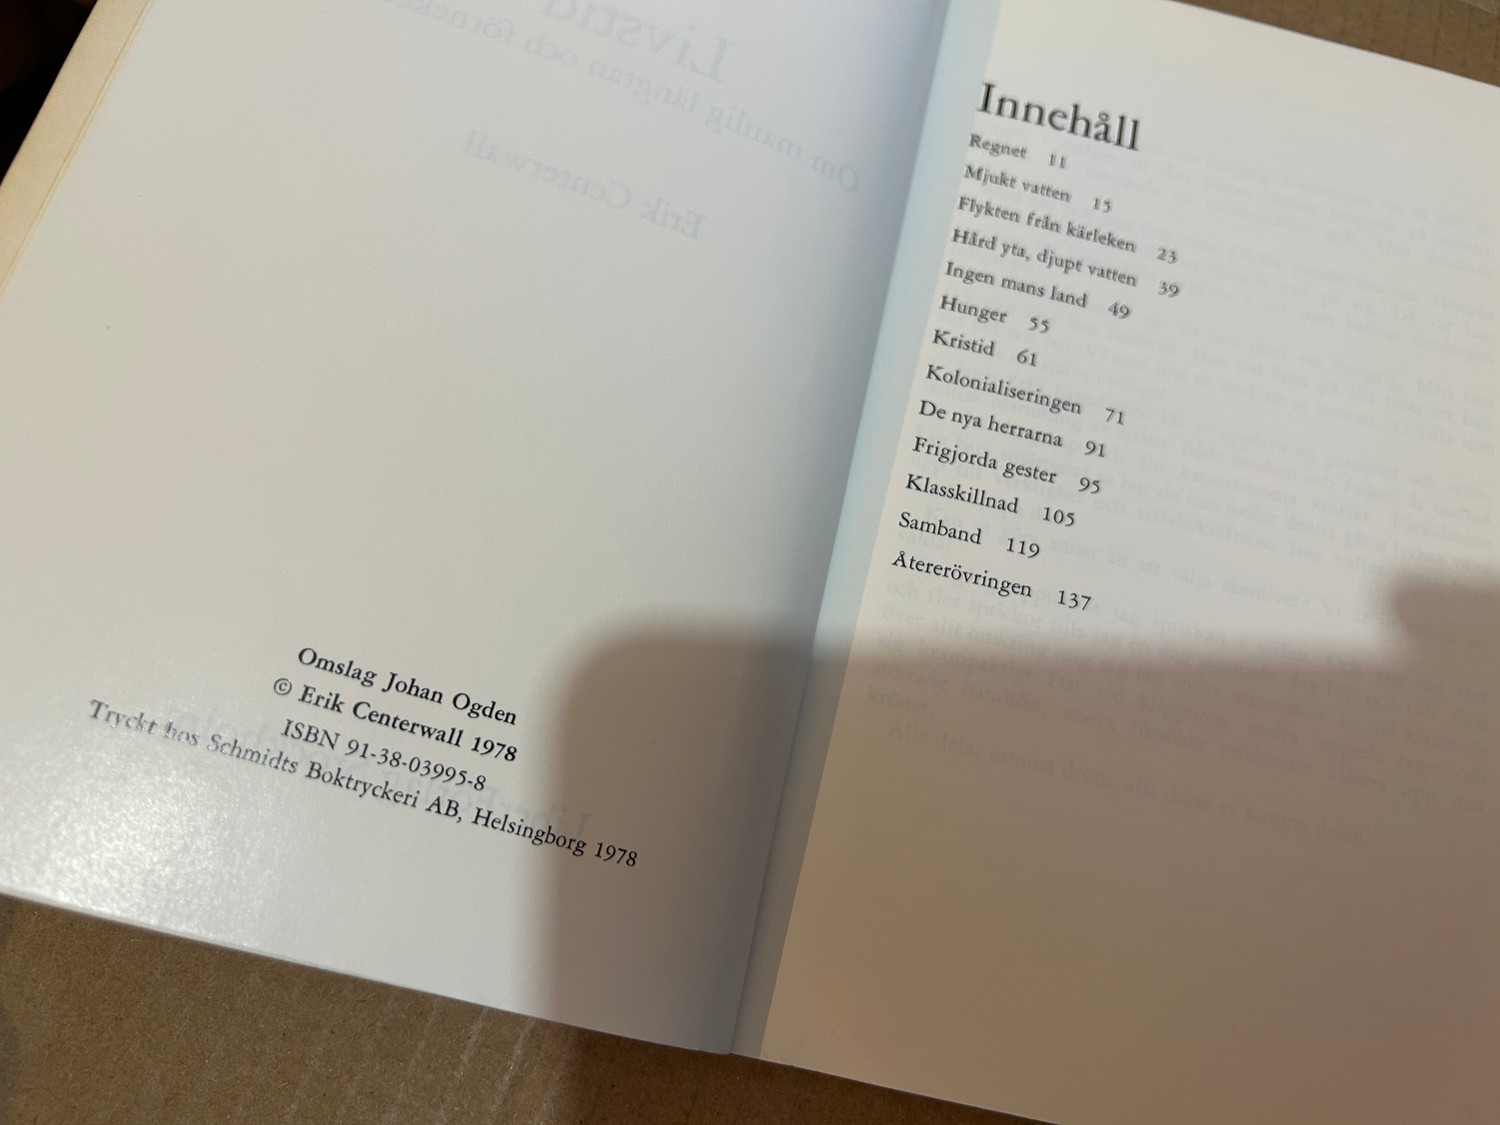 Omslag Johan Ogden
© Erik Centerwall 1978
ISBN 91-38-03995-8
Tryckt hos Schmidts Boktryckeri AB, Helsingborg 1978
Innehåll
Regnet 11
Mjukt vatten 15
Flykten från kärleken 23
Hård yta, djupt vatten 39
Ingen mans land 49
Hunger 55
Kristid 61
Kolonialiseringen 71
De nya herrarna 91
Frigjorda gester 95
Klasskillnad 105
Samband 119
Återerövringen 137